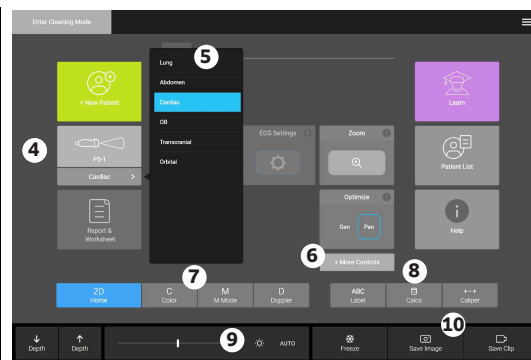 Enter Cleaning Mode
5
Lung
Abdomen
Cardiac
OB
Transcranial
Orbital
+ New Patient
Learn
4
P5-1
Cardiac >
ECG Settings
Zoom
Patient List
Optimize
Gen Pen
Report &
Worksheet
Help
6
+ More Controls
7
8
2D
Home
C
Color
M
M Mode
D
Doppler
ABC
Label
Calcs
Caliper
9
10
Depth
Depth
AUTO
Freeze
Save Image
Save Clip